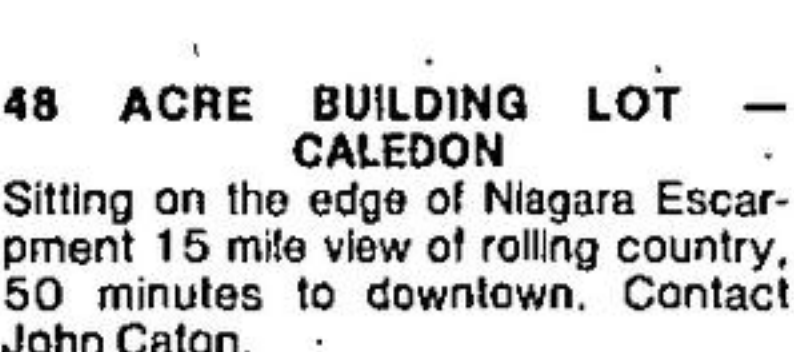 48 ACRE BUILDING LOT —
CALEDON
Sitting on the edge of Niagara Escar-
pment 15 mile view of rolling country,
50 minutes to downtown. Contact
John Caton.